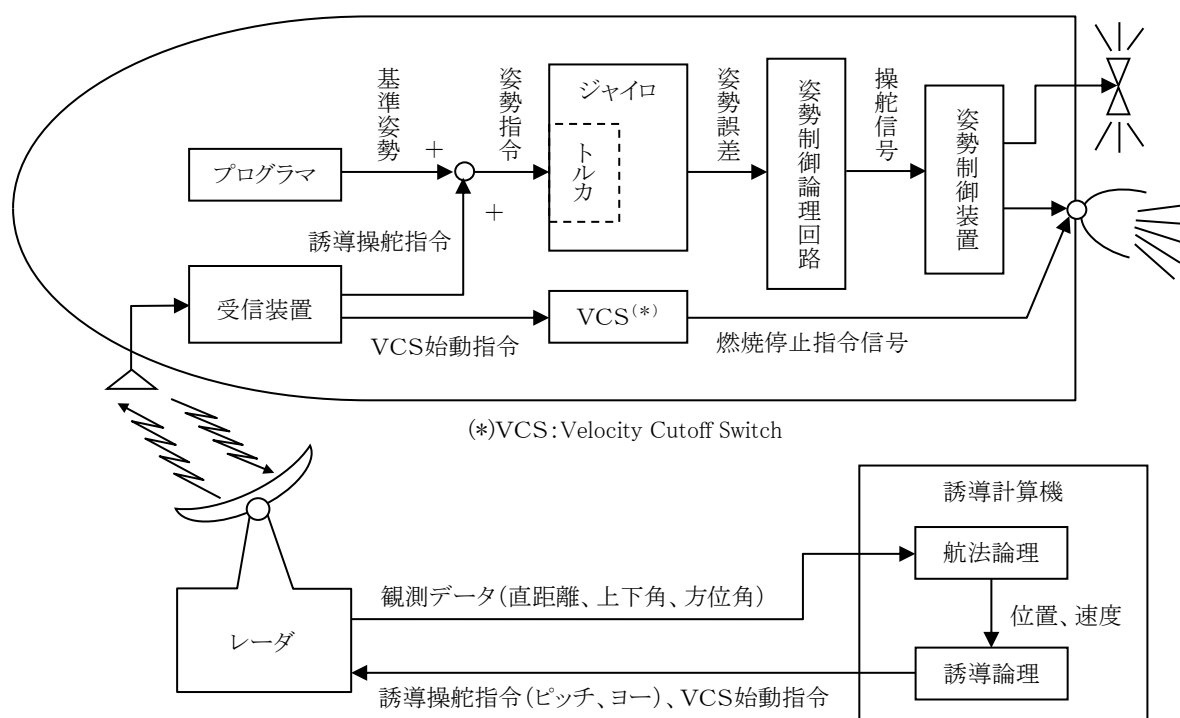 基準姿勢
姿勢指令
ジャイロ
トルカ
姿勢誤差
姿勢制御論理回路
操舵信号
姿勢制御装置
プログラマ
+
+
誘導操舵指令
受信装置
VCS(*)
VCS始動指令
燃焼停止指令信号
(*)VCS:Velocity Cutoff Switch
誘導計算機
航法論理
観測データ(直距離、上下角、方位角)
位置、速度
レーダ
誘導論理
誘導操舵指令(ピッチ、ヨー)、VCS始動指令